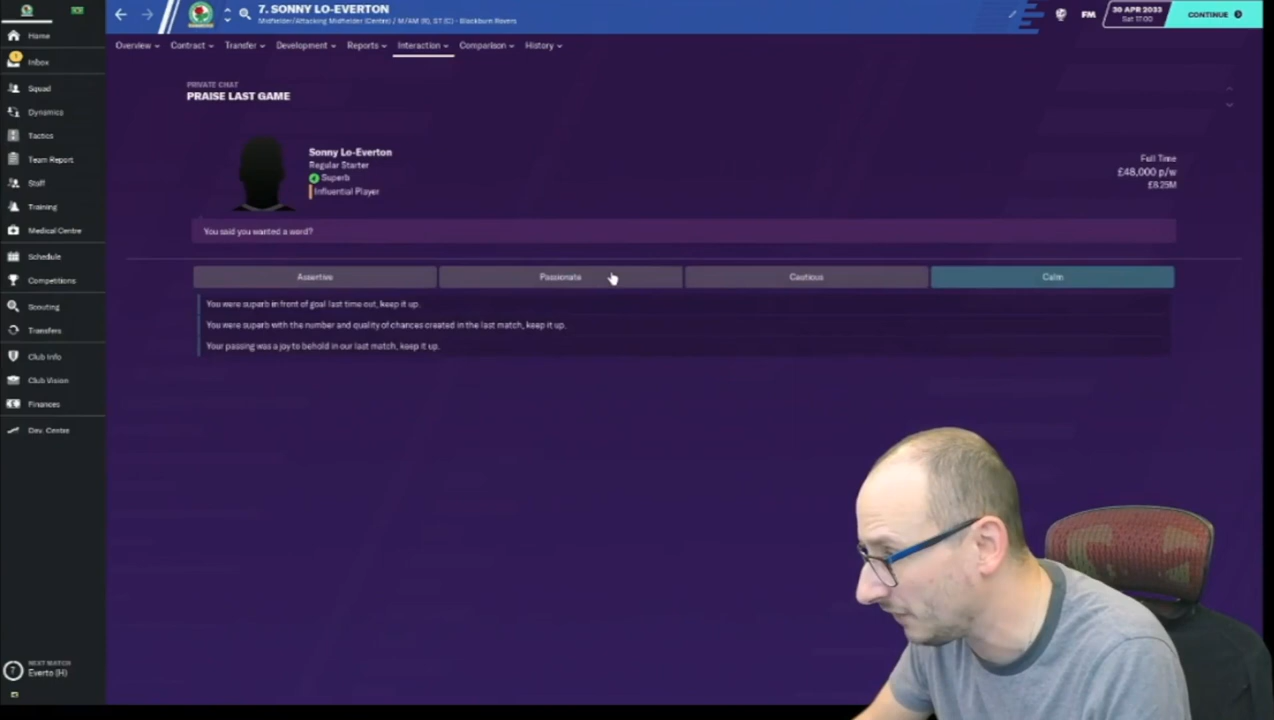 7. SONNY LO-EVERTON
Midfielder/Attacking Midfielder (Centre) / M/AM (R), ST (C) - Blackburn Rovers
FM
30 APR 2033
Sat 17:00
CONTINUE
Home
Inbox
Squad
Dynamics
Tactics
Team Report
Staff
Training
Medical Centre
Schedule
Competitions
Scouting
Transfers
Club Info
Club Vision
Finances
Dev. Centre
NEXT MATCH
7
Everto (H)
Overview
Contract
Transfer
Development
Reports
Interaction
Comparison
History
PRIVATE CHAT
PRAISE LAST GAME
Sonny Lo-Everton
Regular Starter
Superb
Influential Player
Full Time
£48,000 p/w
£8.25M
You said you wanted a word?
Assertive
Passionate
Cautious
Calm
You were superb in front of goal last time out, keep it up.
You were superb with the number and quality of chances created in the last match, keep it up.
Your passing was a joy to behold in our last match, keep it up.